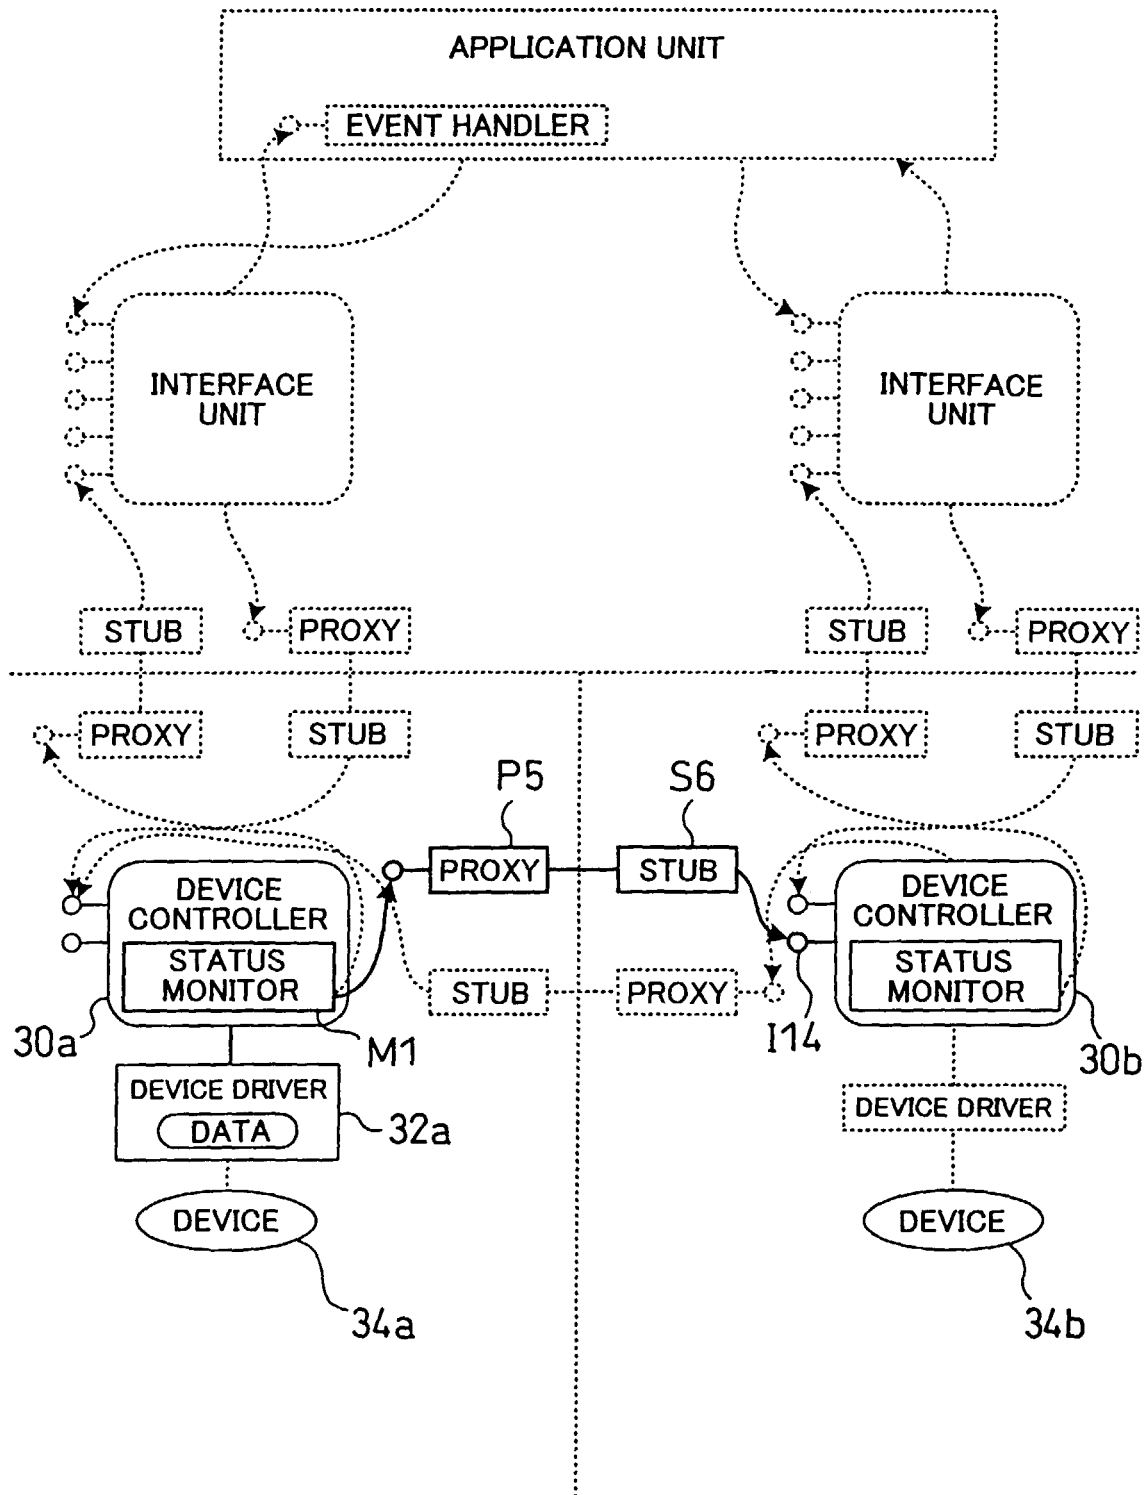 APPLICATION UNIT
EVENT HANDLER
INTERFACE
UNIT
INTERFACE
UNIT
STUB
PROXY
STUB
PROXY
PROXY
STUB
PROXY
STUB
P5
S6
PROXY
STUB
DEVICE
CONTROLLER
STATUS
MONITOR
DEVICE
CONTROLLER
STATUS
MONITOR
STUB
PROXY
30a
M1
I14
30b
DEVICE DRIVER
DATA
32a
DEVICE DRIVER
DEVICE
DEVICE
34a
34b